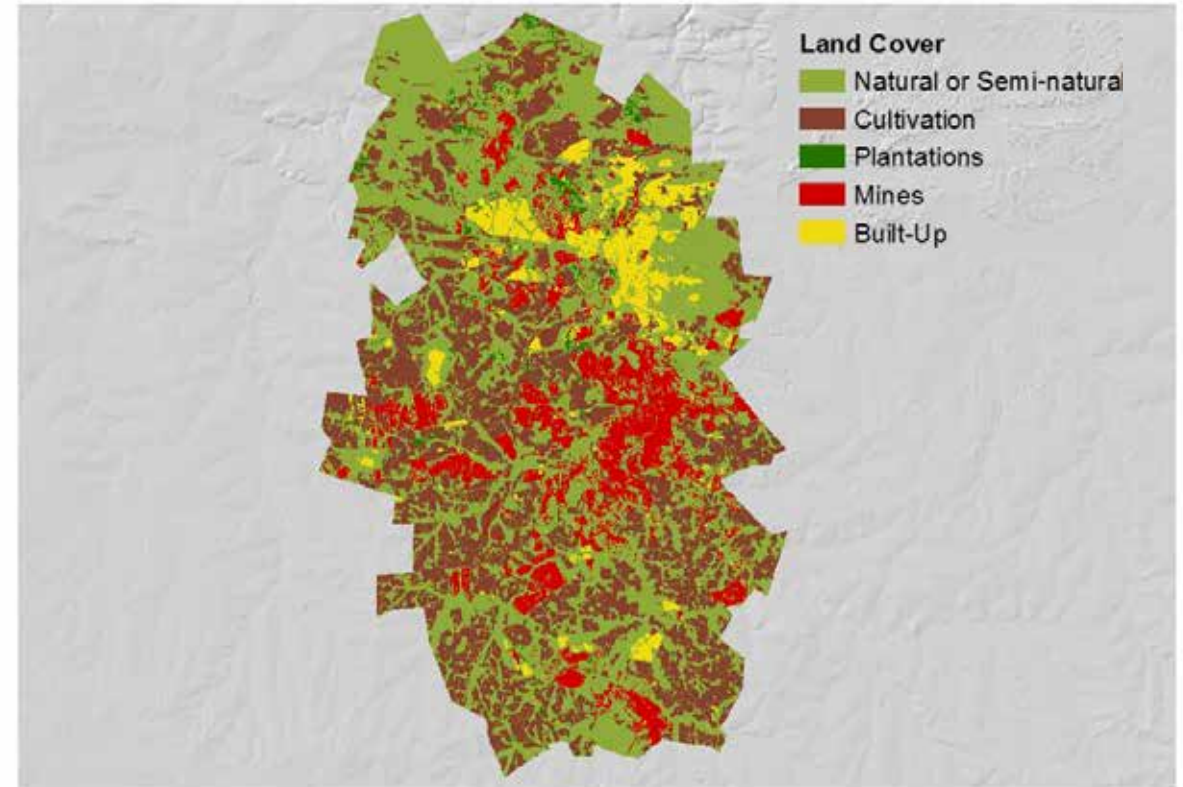 Land Cover
Natural or Semi-natural
Cultivation
Plantations
Mines
Built-Up